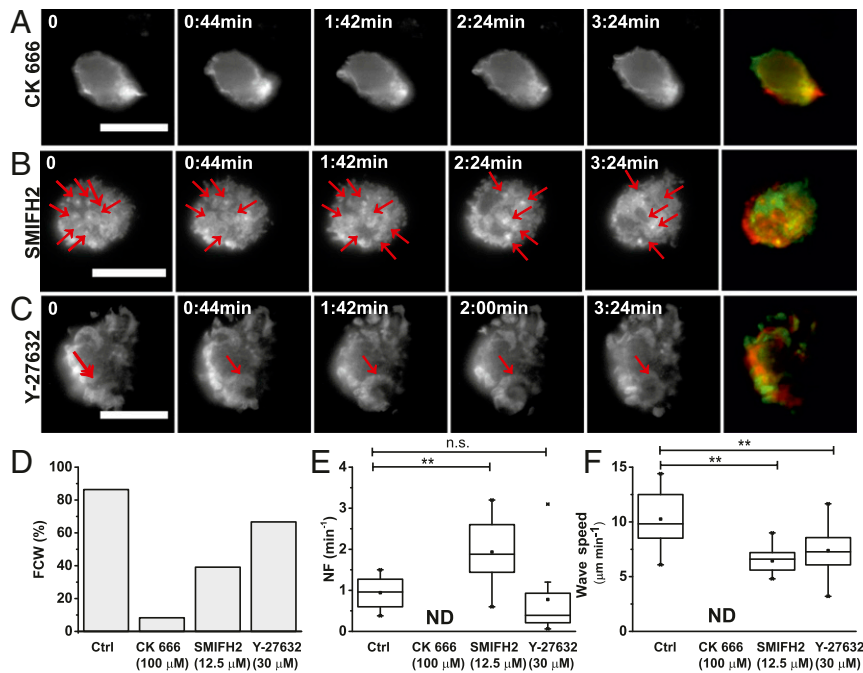 A
CK 666
0
0:44min
1:42min
2:24min
3:24min
B
SMIFH2
0
0:44min
1:42min
2:24min
3:24min
C
Y-27632
0
0:44min
1:42min
2:00min
3:24min
D
FCW (%)
100
80
60
40
20
0
Ctrl
CK 666
(100 μM)
SMIFH2
(12.5 μM)
Y-27632
(30 μM)
E
n.s.
**
NF (min⁻¹)
4
3
2
1
0
ND
Ctrl
CK 666
(100 μM)
SMIFH2
(12.5 μM)
Y-27632
(30 μM)
F
**
**
Wave speed
(μm min⁻¹)
15
10
5
0
ND
Ctrl
CK 666
(100 μM)
SMIFH2
(12.5 μM)
Y-27632
(30 μM)